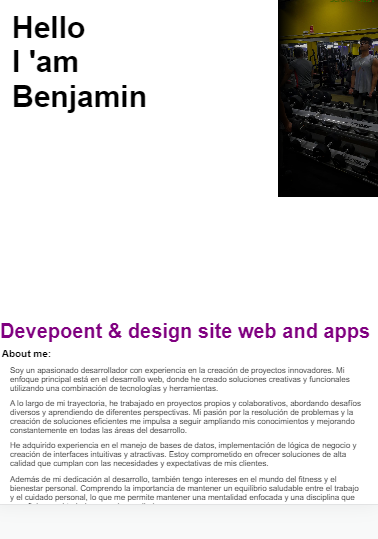 Hello
I 'am
Benjamin
Devepoent & design site web and apps
About me:
Soy un apasionado desarrollador con experiencia en la creación de proyectos innovadores. Mi
enfoque principal está en el desarrollo web, donde he creado soluciones creativas y funcionales
utilizando una combinación de tecnologías y herramientas.
A lo largo de mi trayectoria, he trabajado en proyectos propios y colaborativos, abordando desafíos
diversos y aprendiendo de diferentes perspectivas. Mi pasión por la resolución de problemas y la
creación de soluciones eficientes me impulsa a seguir ampliando mis conocimientos y mejorando
constantemente en todas las áreas del desarrollo.
He adquirido experiencia en el manejo de bases de datos, implementación de lógica de negocio y
creación de interfaces intuitivas y atractivas. Estoy comprometido en ofrecer soluciones de alta
calidad que cumplan con las necesidades y expectativas de mis clientes.
Además de mi dedicación al desarrollo, también tengo intereses en el mundo del fitness y el
bienestar personal. Comprendo la importancia de mantener un equilibrio saludable entre el trabajo
y el cuidado personal, lo que me permite mantener una mentalidad enfocada y una disciplina que